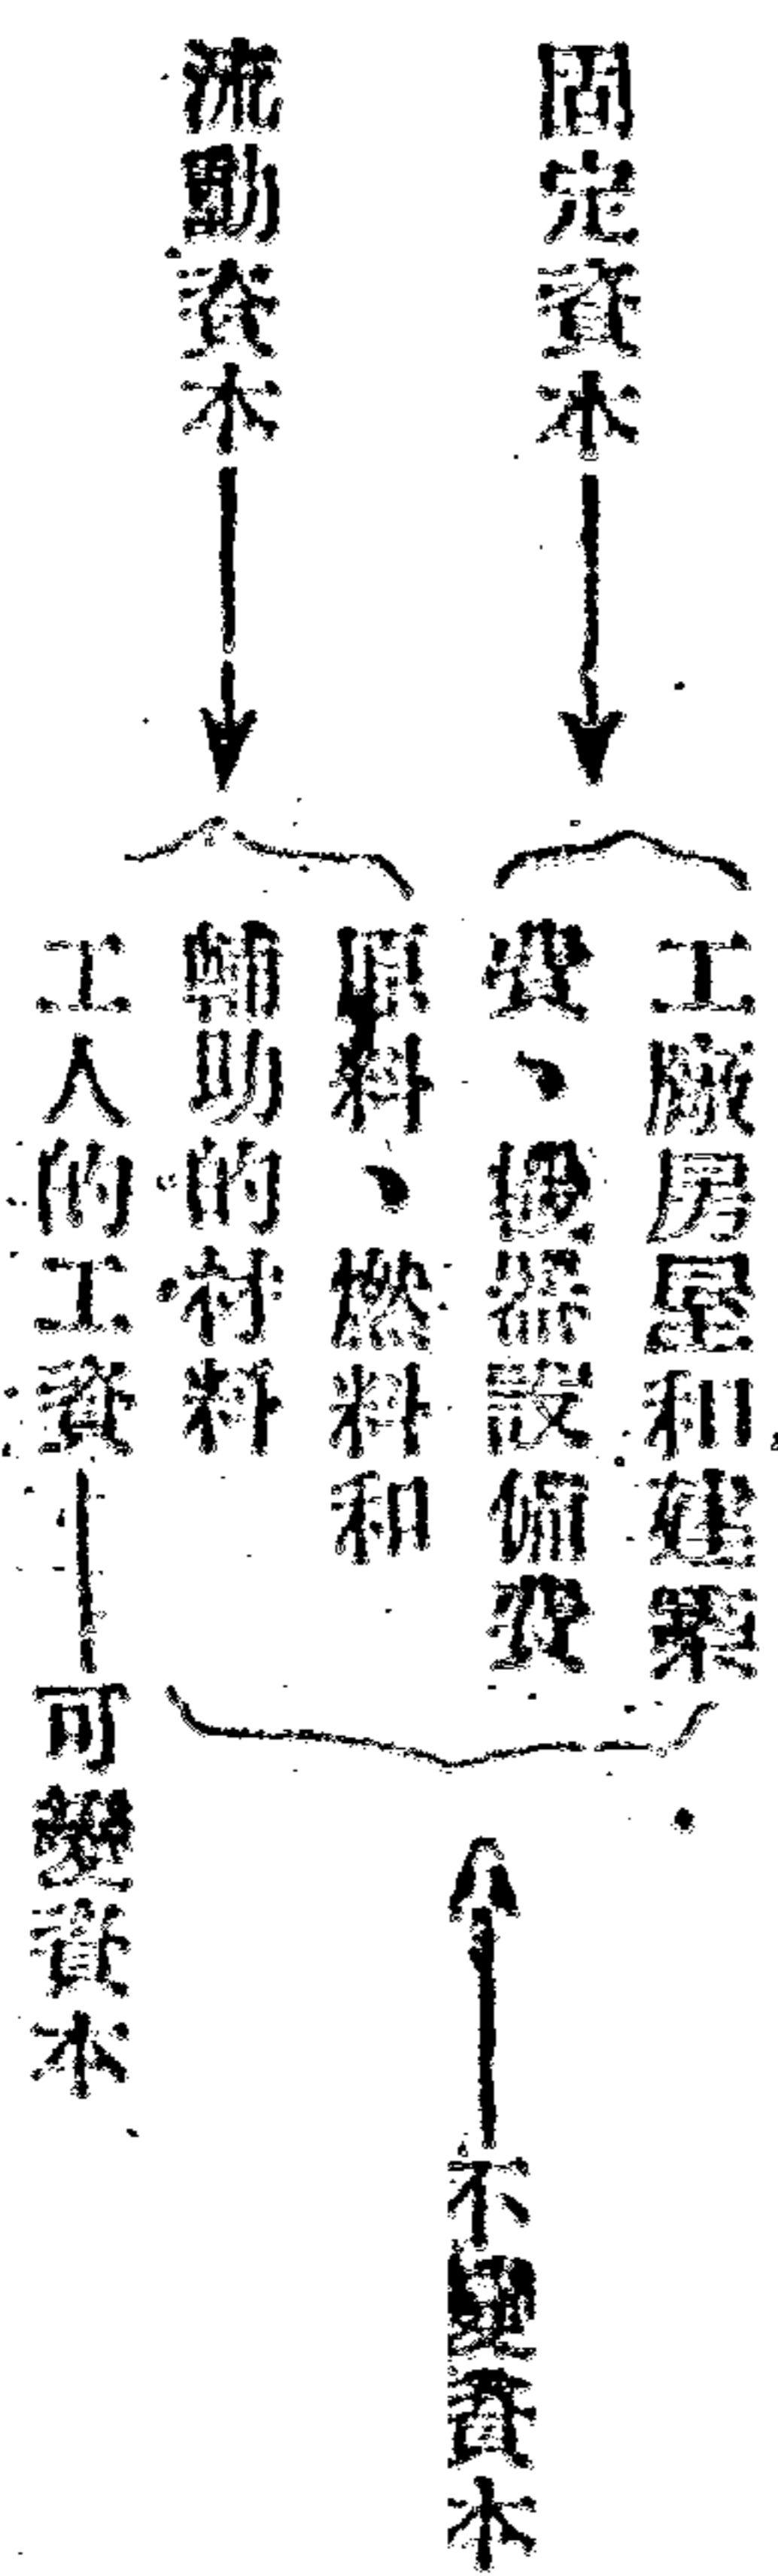 固定資本
工廠房屋和建築
費、機器設備費
不變資本
流動資本
原料、燃料和
輔助的材料
工人的工資
可變資本